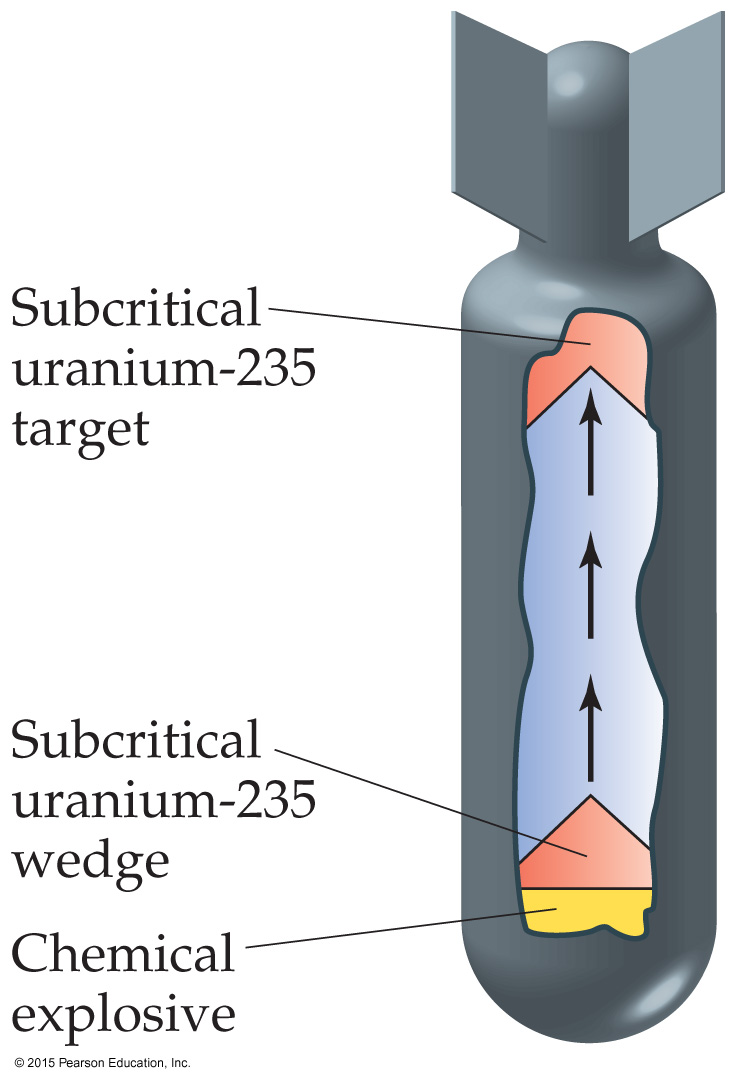 Subcritical
uranium-235
target
Subcritical
uranium-235
wedge
Chemical
explosive
© 2015 Pearson Education, Inc.